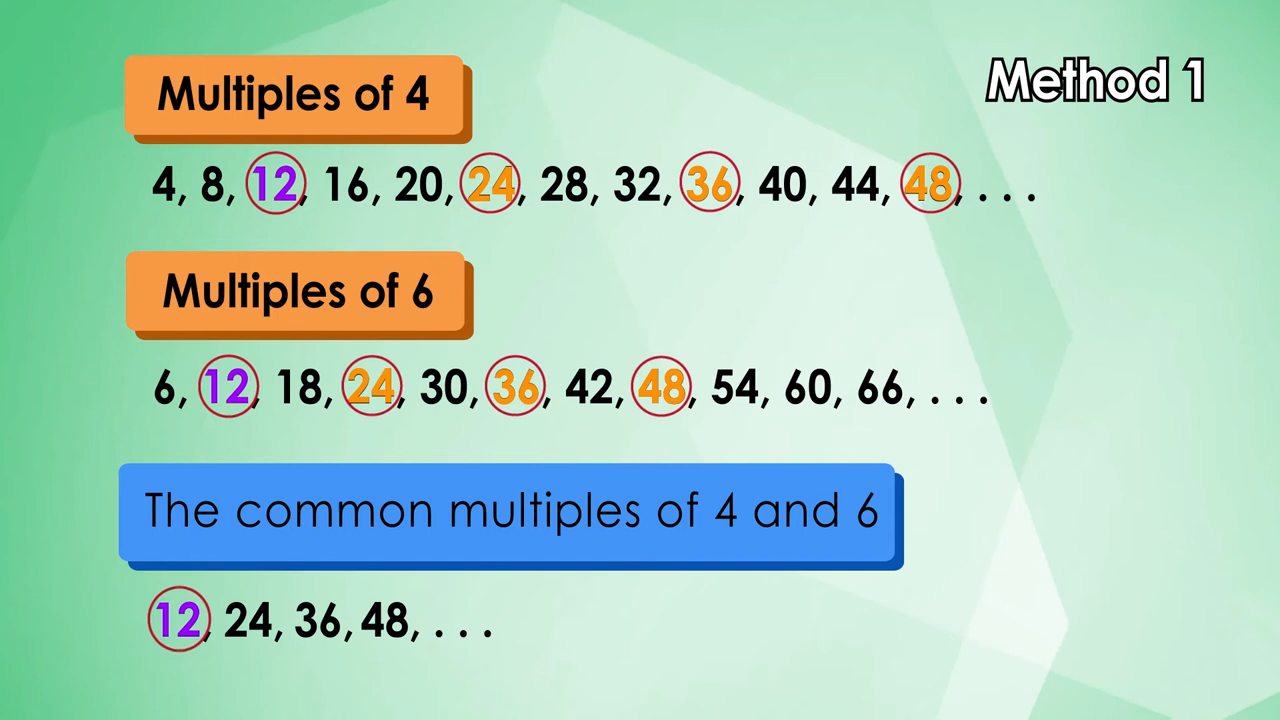 Multiples of 4
Method 1
4, 8, 12, 16, 20, 24, 28, 32, 36, 40, 44, 48, . . .
Multiples of 6
6, 12, 18, 24, 30, 36, 42, 48, 54, 60, 66, . . .
The common multiples of 4 and 6
12, 24, 36, 48, . . .